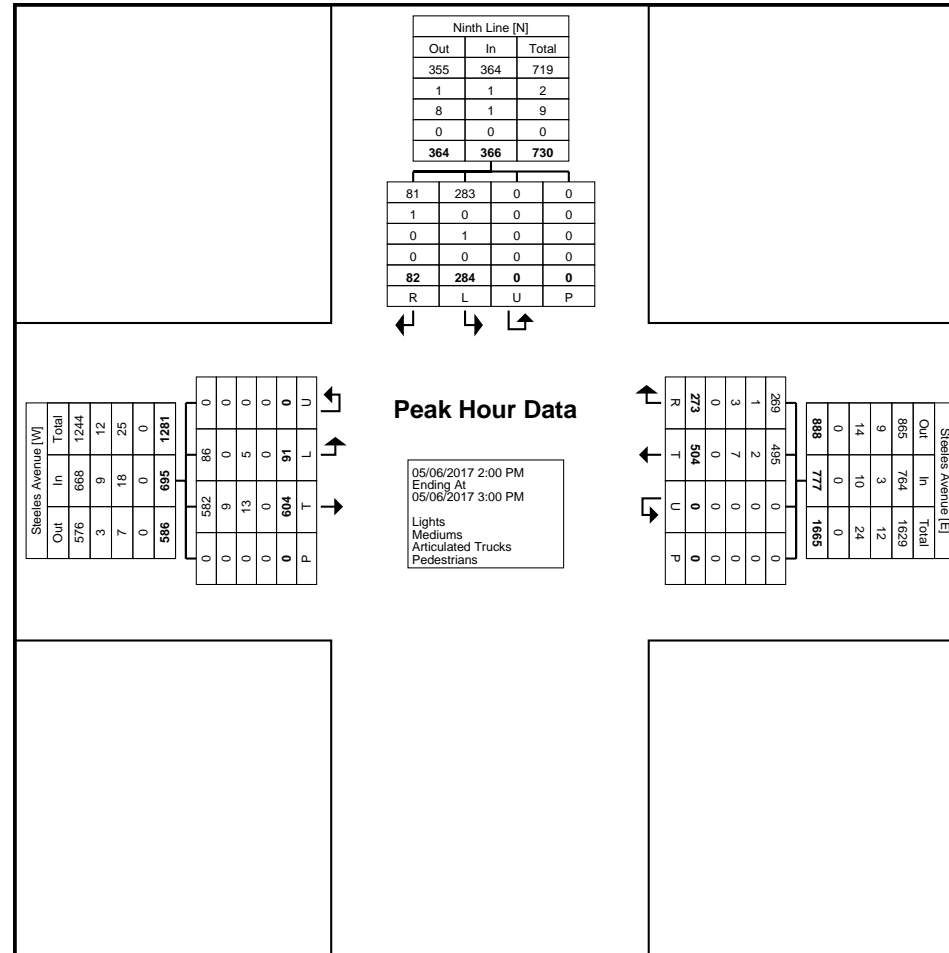 Ninth Line [N]
Out In Total
355 364 719
1 1 2
8 1 9
0 0 0
364 366 730
81 283 0 0
1 0 0 0
0 1 0 0
0 0 0 0
82 284 0 0
R L U P
Steeles Avenue [W]
Total 1244 12 25 0 1281
In 668 9 18 0 695
Out 576 3 7 0 586
0 0 0 0 0 U
86 0 5 0 91 L
582 9 13 0 604 T
0 0 0 0 0 P
Peak Hour Data
05/06/2017 2:00 PM
Ending At
05/06/2017 3:00 PM
Lights
Mediums
Articulated Trucks
Pedestrians
R 273 0 3 1 269
T 504 0 7 2 495
U 0 0 0 0 0
P 0 0 0 0 0
Steeles Avenue [E]
Out In Total
865 764 1629
9 3 12
14 10 24
0 0 0
888 777 1665